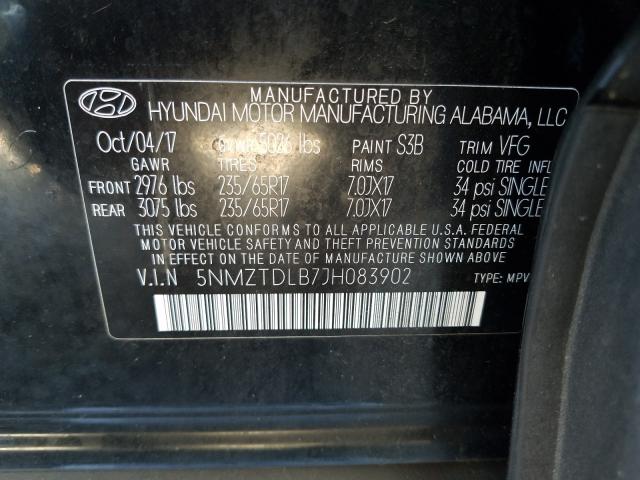 MANUFACTURED BY
HYUNDAI MOTOR MANUFACTURING ALABAMA, LLC
Oct/04/17 GVWR 5026 lbs PAINT S3B TRIM VFG
GAWR TIRES RIMS COLD TIRE INFL
FRONT 2976 lbs 235/65R17 7.0JX17 34 psi SINGLE
REAR 3075 lbs 235/65R17 7.0JX17 34 psi SINGLE
THIS VEHICLE CONFORMS TO ALL APPLICABLE U.S.A. FEDERAL
MOTOR VEHICLE SAFETY AND THEFT PREVENTION STANDARDS
IN EFFECT ON THE DATE OF MANUFACTURE SHOWN ABOVE
V.I.N 5NMZTDLB7JH083902 TYPE: MPV